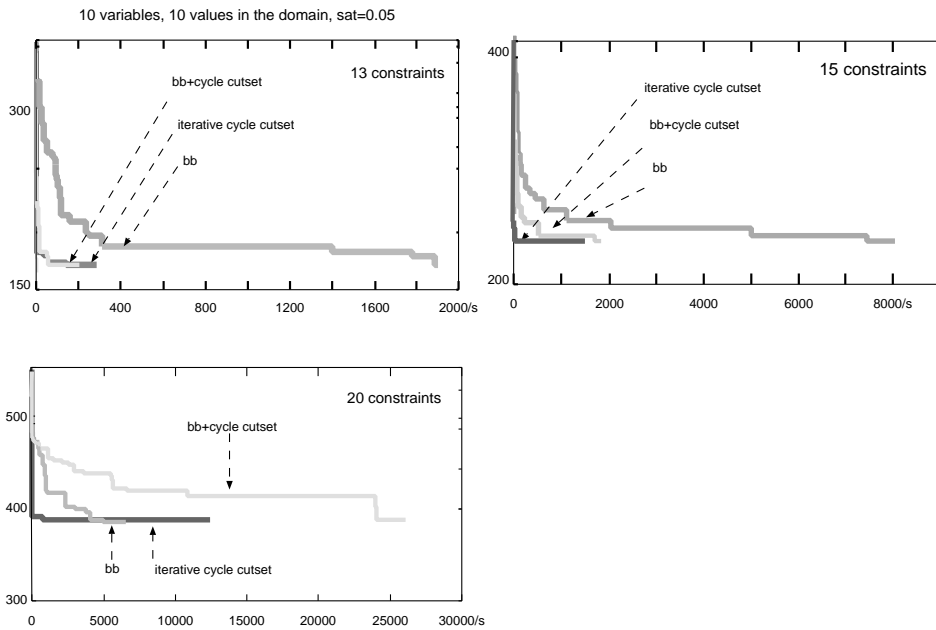 10 variables, 10 values in the domain, sat=0.05
13 constraints
bb+cycle cutset
iterative cycle cutset
bb
300
150
0 400 800 1200 1600 2000/s
400
15 constraints
iterative cycle cutset
bb+cycle cutset
bb
200
0 2000 4000 6000 8000/s
20 constraints
500
bb+cycle cutset
400
bb
iterative cycle cutset
300
0 5000 10000 15000 20000 25000 30000/s